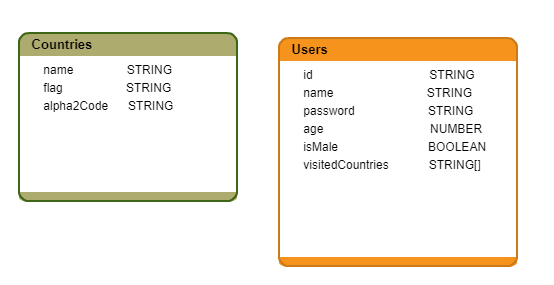 Countries
name STRING
flag STRING
alpha2Code STRING
Users
id STRING
name STRING
password STRING
age NUMBER
isMale BOOLEAN
visitedCountries STRING[]